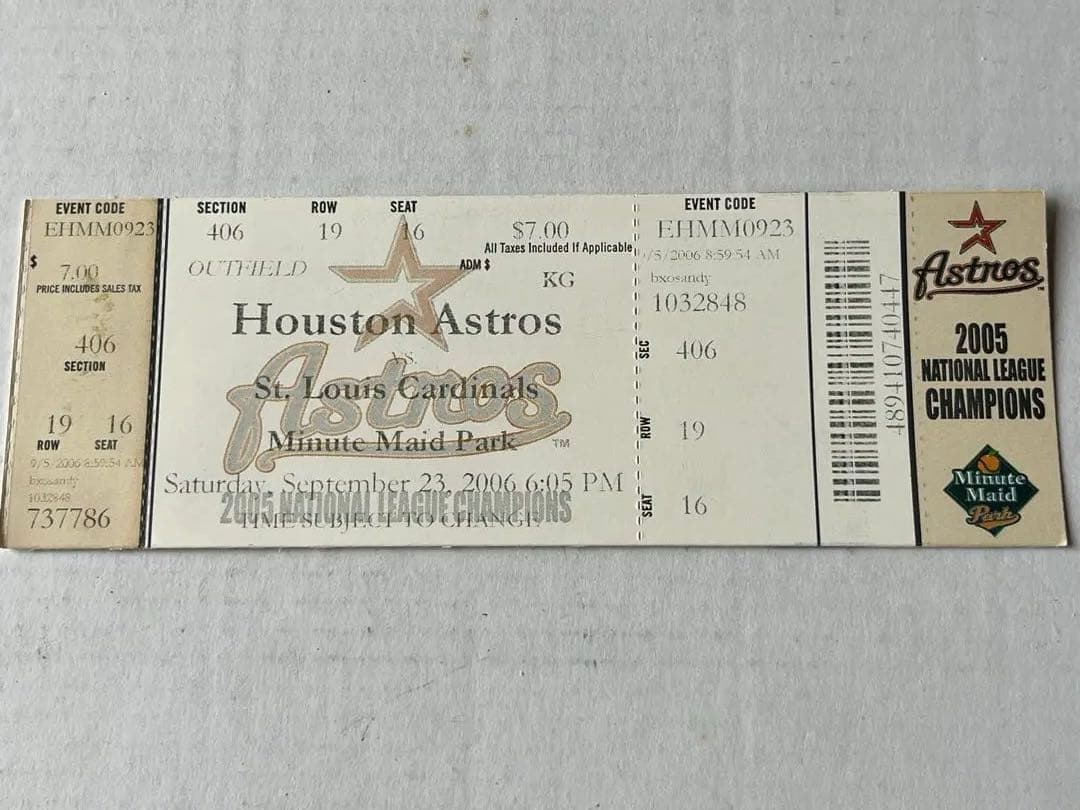 EVENT CODE
EHMM0923
$ 7.00
PRICE INCLUDES SALES TAX
406
SECTION
19 16
ROW SEAT
9/5/2006 8:59:54 AM
bxosandy
1032848
737786
SECTION ROW SEAT
406 19 16
$7.00
All Taxes Included If Applicable
OUTFIELD
ADM $
KG
Houston Astros
VS.
Astros
St. Louis Cardinals
Minute Maid Park
TM
Saturday, September 23, 2006 6:05 PM
2005 NATIONAL LEAGUE CHAMPIONS
TIME SUBJECT TO CHANGE
EVENT CODE
EHMM0923
/5/2006 8:59:54 AM
bxosandy
1032848
SEC 406
ROW 19
SEAT 16
489410740447
Astros
TM
2005
NATIONAL LEAGUE
CHAMPIONS
Minute
Maid
Park